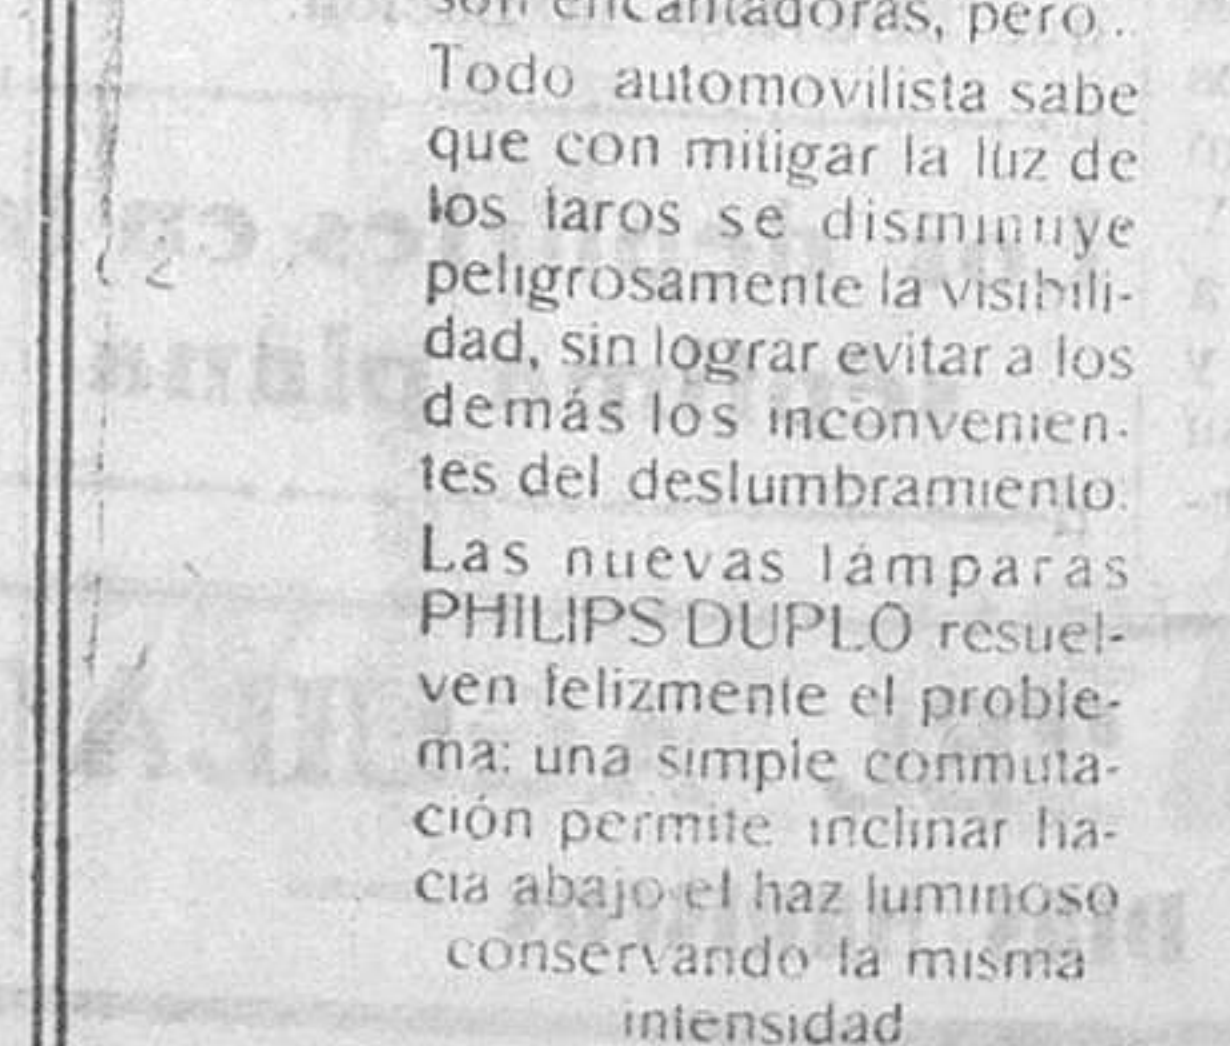 son encantadoras, pero...
Todo automovilista sabe
que con mitigar la luz de
los faros se disminuye
peligrosamente la visibili-
dad, sin lograr evitar a los
demás los inconvenien-
tes del deslumbramiento.
Las nuevas lámparas
PHILIPS DUPLO resuel-
ven felizmente el proble-
ma: una simple conmuta-
ción permite inclinar ha-
cia abajo el haz luminoso
conservando la misma
intensidad